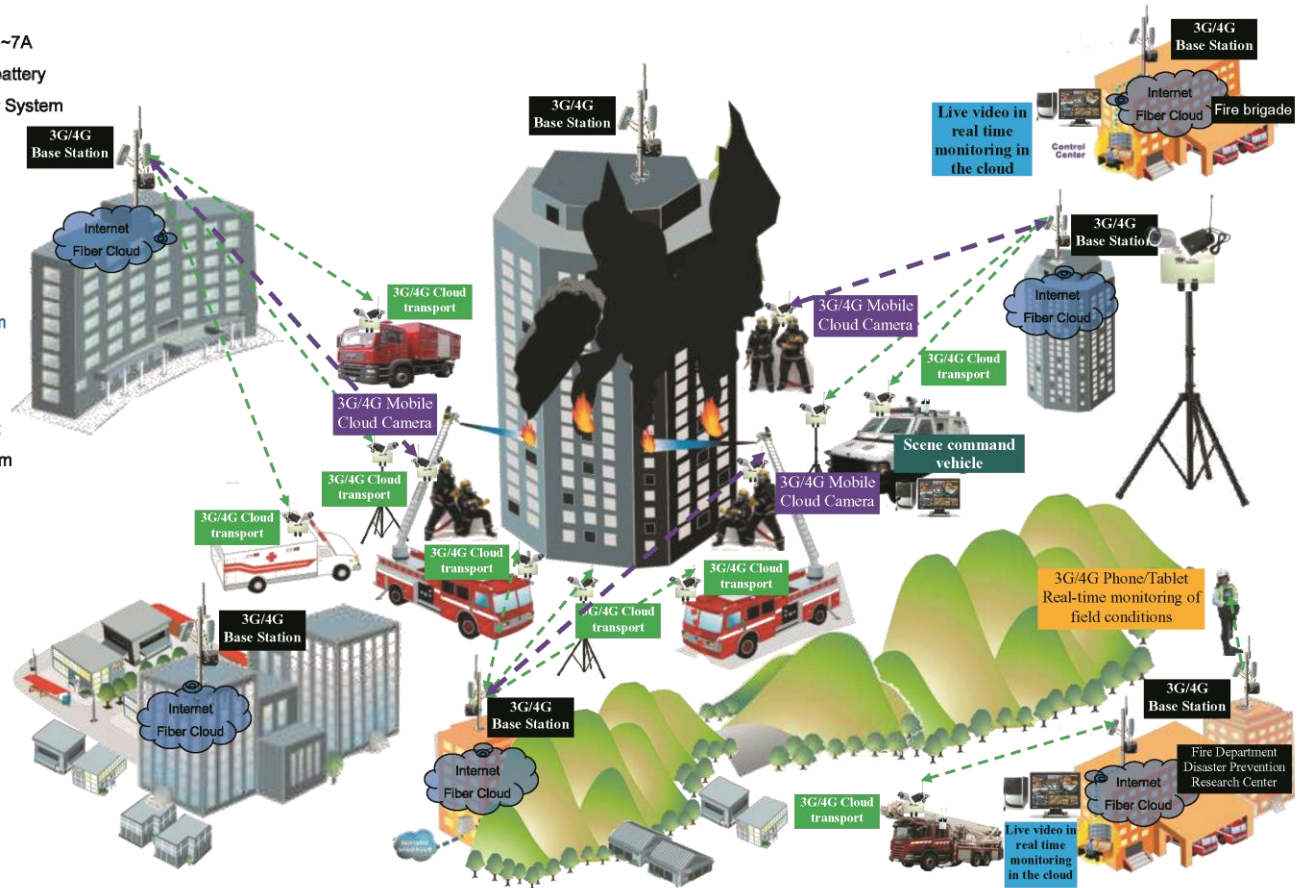 ~7A
battery
System
3G/4G
Base Station
Internet
Fiber Cloud
3G/4G
Base Station
3G/4G
Base Station
Internet
Fiber Cloud
Fire brigade
Live video in
real time
monitoring in
the cloud
Control
Center
3G/4G
Base Station
Internet
Fiber Cloud
3G/4G Cloud
transport
3G/4G Mobile
Cloud Camera
3G/4G Cloud
transport
3G/4G Mobile
Cloud Camera
Scene command
vehicle
3G/4G Cloud
transport
3G/4G Mobile
Cloud Camera
3G/4G Cloud
transport
3G/4G Cloud
transport
3G/4G Cloud
transport
3G/4G Cloud
transport
3G/4G Phone/Tablet
Real-time monitoring of
field conditions
3G/4G
Base Station
Internet
Fiber Cloud
3G/4G
Base Station
Internet
Fiber Cloud
3G/4G
Base Station
Fire Department
Disaster Prevention
Research Center
Internet
Fiber Cloud
3G/4G Cloud
transport
Live video in
real time
monitoring
in the cloud